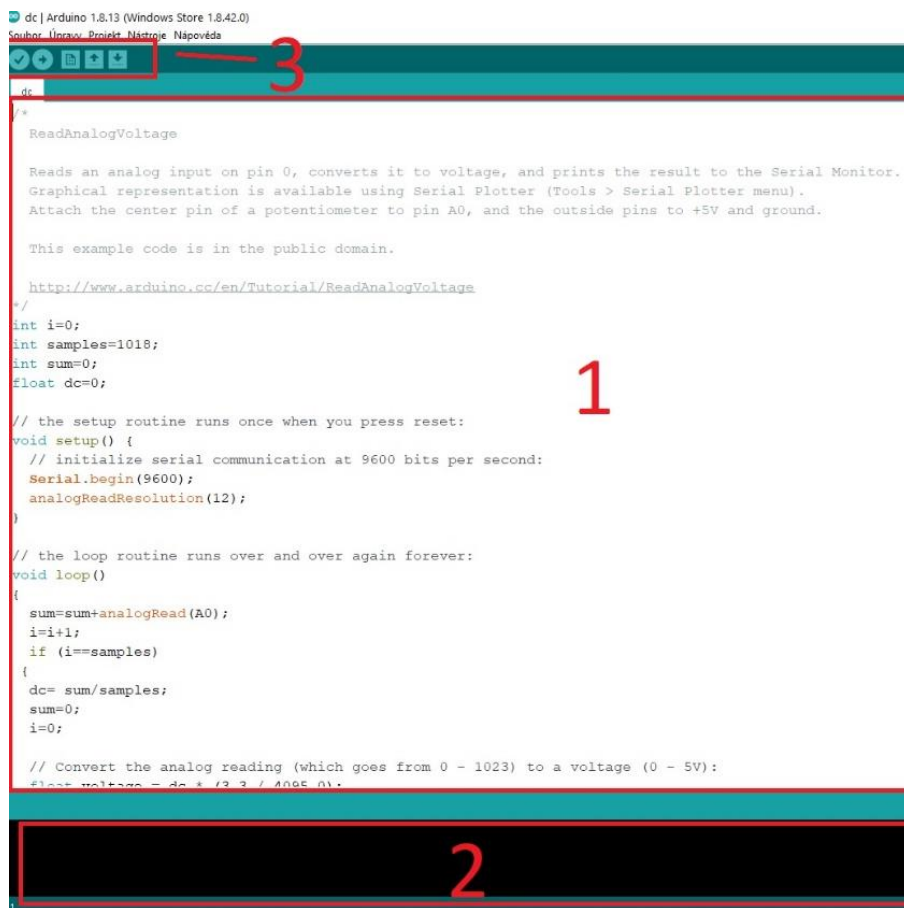 dc | Arduino 1.8.13 (Windows Store 1.8.42.0)
Soubor Úpravy Projekt Nástroje Nápověda
3
dc
/*
ReadAnalogVoltage
Reads an analog input on pin 0, converts it to voltage, and prints the result to the Serial Monitor.
Graphical representation is available using Serial Plotter (Tools > Serial Plotter menu).
Attach the center pin of a potentiometer to pin A0, and the outside pins to +5V and ground.
This example code is in the public domain.
http://www.arduino.cc/en/Tutorial/ReadAnalogVoltage
*/
int i=0;
int samples=1018;
int sum=0;
float dc=0;
1
// the setup routine runs once when you press reset:
void setup() {
// initialize serial communication at 9600 bits per second:
Serial.begin(9600);
analogReadResolution(12);
}
// the loop routine runs over and over again forever:
void loop()
{
sum=sum+analogRead(A0);
i=i+1;
if (i==samples)
{
dc= sum/samples;
sum=0;
i=0;
// Convert the analog reading (which goes from 0 - 1023) to a voltage (0 - 5V):
float voltage = dc * (3.3 / 4095.0);
2
1